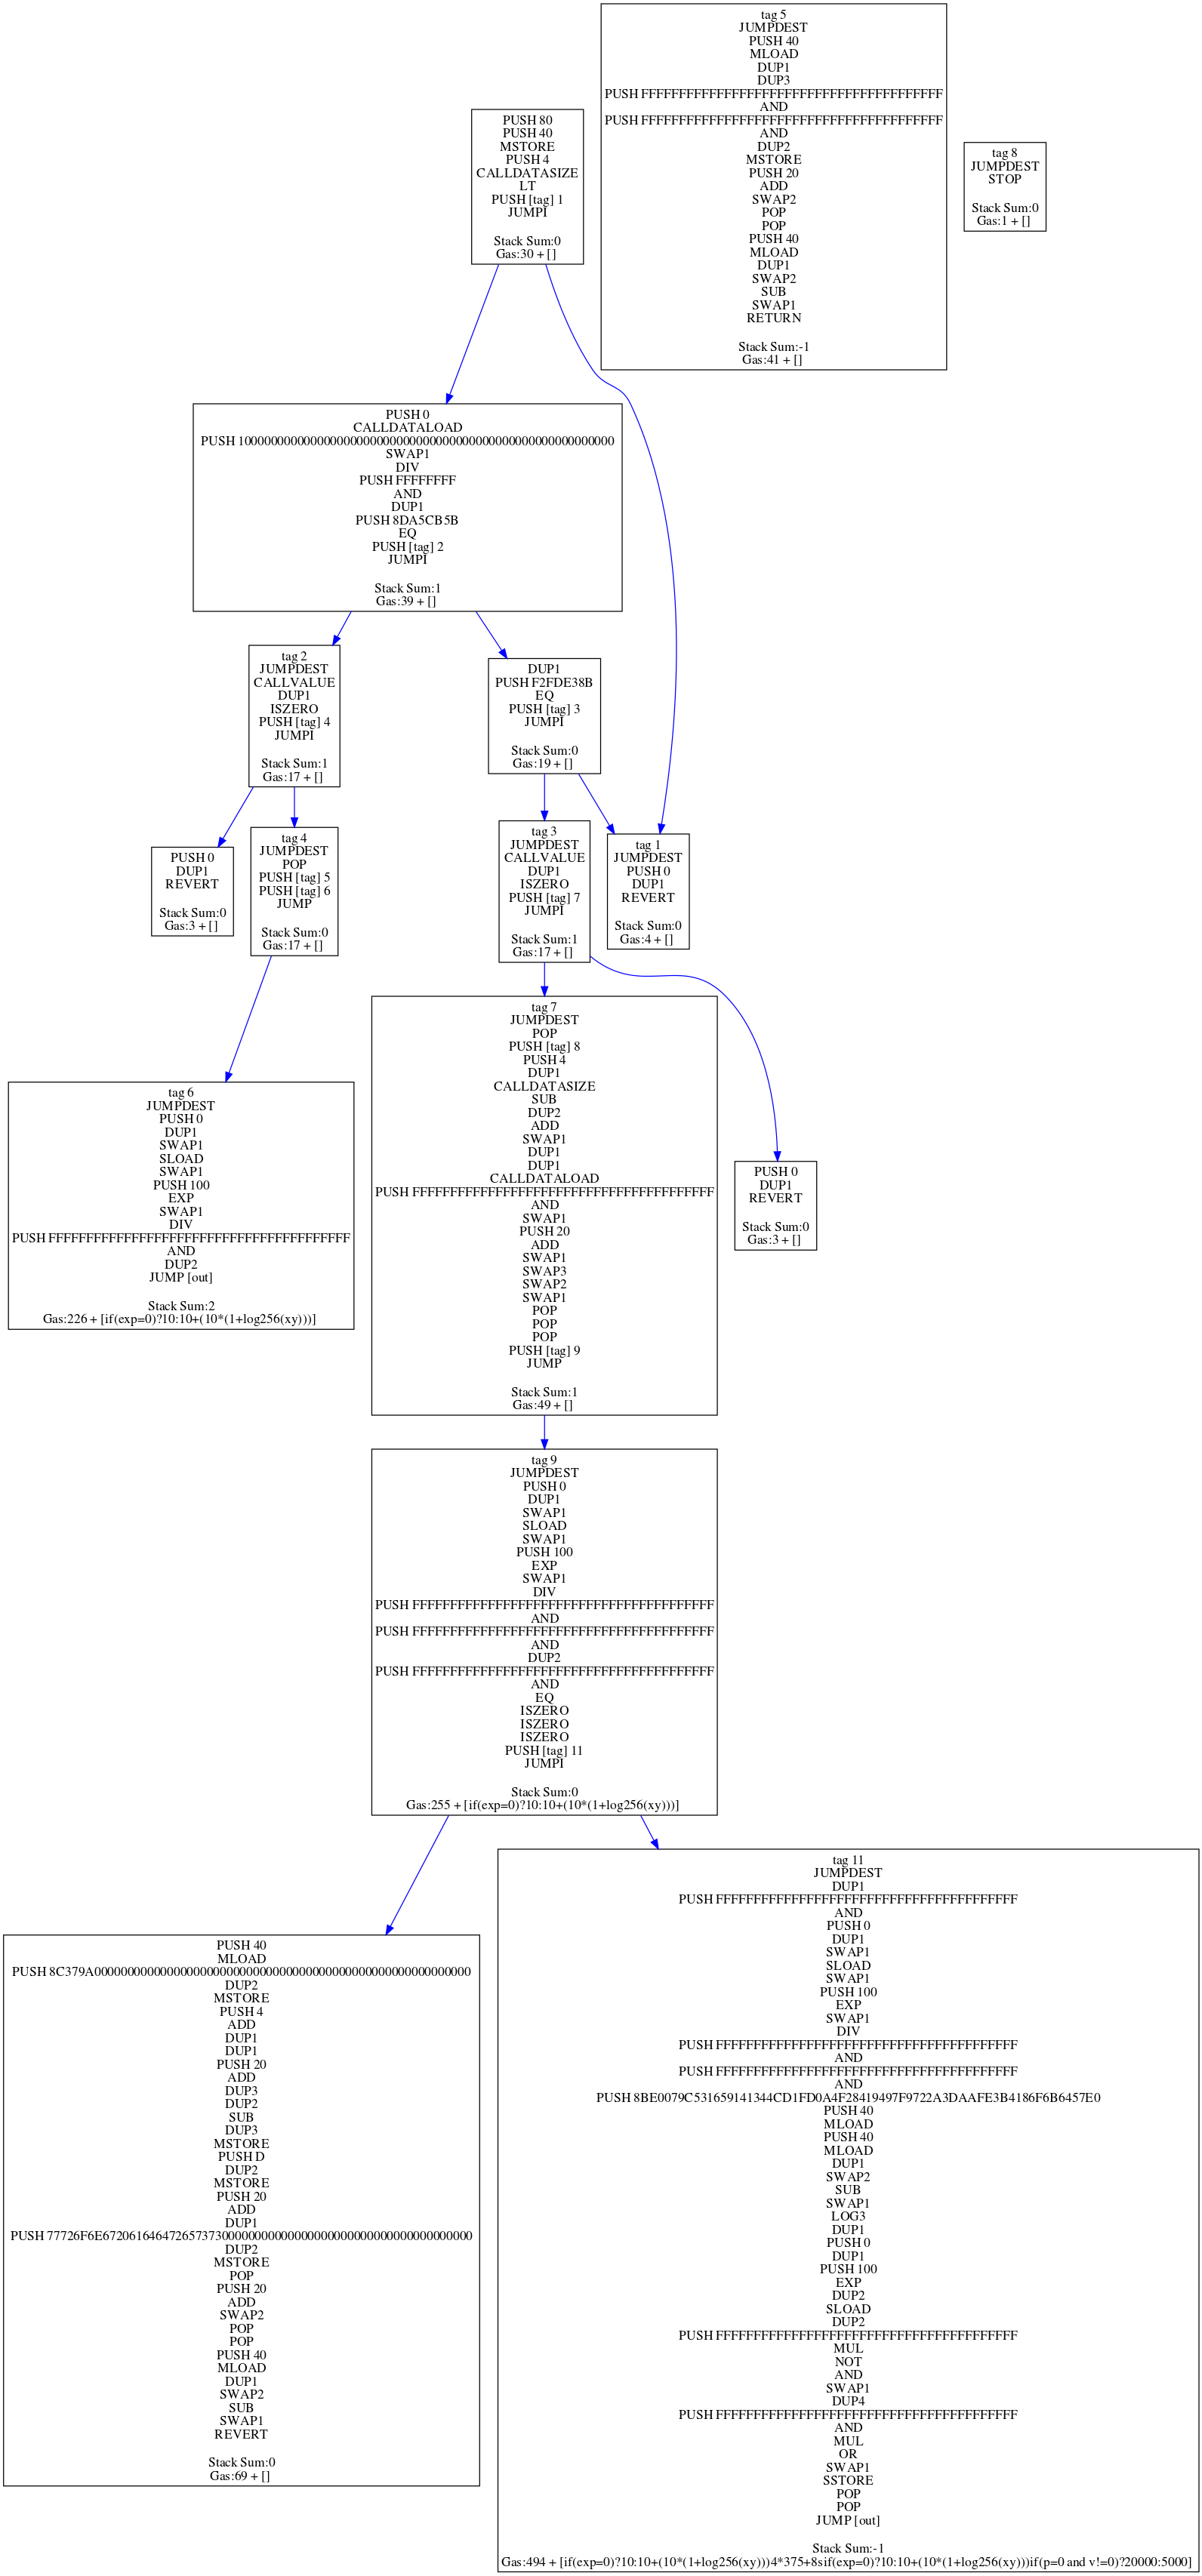 tag 5
JUMPDEST
PUSH 40
MLOAD
DUP1
DUP3
PUSH FFFFFFFFFFFFFFFFFFFFFFFFFFFFFFFFFFFFFFFF
AND
PUSH FFFFFFFFFFFFFFFFFFFFFFFFFFFFFFFFFFFFFFFF
AND
DUP2
MSTORE
PUSH 20
ADD
SWAP2
POP
POP
PUSH 40
MLOAD
DUP1
SWAP2
SUB
SWAP1
RETURN
Stack Sum:-1
Gas:41 + []
PUSH 80
PUSH 40
MSTORE
PUSH 4
CALLDATASIZE
LT
PUSH [tag] 1
JUMPI
Stack Sum:0
Gas:30 + []
tag 8
JUMPDEST
STOP
Stack Sum:0
Gas:1 + []
PUSH 0
CALLDATALOAD
PUSH 100000000000000000000000000000000000000000000000000000000
SWAP1
DIV
PUSH FFFFFFFF
AND
DUP1
PUSH 8DA5CB5B
EQ
PUSH [tag] 2
JUMPI
Stack Sum:1
Gas:39 + []
tag 2
JUMPDEST
CALLVALUE
DUP1
ISZERO
PUSH [tag] 4
JUMPI
Stack Sum:1
Gas:17 + []
DUP1
PUSH F2FDE38B
EQ
PUSH [tag] 3
JUMPI
Stack Sum:0
Gas:19 + []
PUSH 0
DUP1
REVERT
Stack Sum:0
Gas:3 + []
tag 4
JUMPDEST
POP
PUSH [tag] 5
PUSH [tag] 6
JUMP
Stack Sum:0
Gas:17 + []
tag 3
JUMPDEST
CALLVALUE
DUP1
ISZERO
PUSH [tag] 7
JUMPI
Stack Sum:1
Gas:17 + []
tag 1
JUMPDEST
PUSH 0
DUP1
REVERT
Stack Sum:0
Gas:4 + []
tag 6
JUMPDEST
PUSH 0
DUP1
SWAP1
SLOAD
SWAP1
PUSH 100
EXP
SWAP1
DIV
PUSH FFFFFFFFFFFFFFFFFFFFFFFFFFFFFFFFFFFFFFFF
AND
DUP2
JUMP [out]
Stack Sum:2
Gas:226 + [if(exp=0)?10:10+(10*(1+log256(xy)))]
tag 7
JUMPDEST
POP
PUSH [tag] 8
PUSH 4
DUP1
CALLDATASIZE
SUB
DUP2
ADD
SWAP1
DUP1
DUP1
CALLDATALOAD
PUSH FFFFFFFFFFFFFFFFFFFFFFFFFFFFFFFFFFFFFFFF
AND
SWAP1
PUSH 20
ADD
SWAP1
SWAP3
SWAP2
SWAP1
POP
POP
POP
PUSH [tag] 9
JUMP
Stack Sum:1
Gas:49 + []
PUSH 0
DUP1
REVERT
Stack Sum:0
Gas:3 + []
tag 9
JUMPDEST
PUSH 0
DUP1
SWAP1
SLOAD
SWAP1
PUSH 100
EXP
SWAP1
DIV
PUSH FFFFFFFFFFFFFFFFFFFFFFFFFFFFFFFFFFFFFFFF
AND
PUSH FFFFFFFFFFFFFFFFFFFFFFFFFFFFFFFFFFFFFFFF
AND
DUP2
PUSH FFFFFFFFFFFFFFFFFFFFFFFFFFFFFFFFFFFFFFFF
AND
EQ
ISZERO
ISZERO
ISZERO
PUSH [tag] 11
JUMPI
Stack Sum:0
Gas:255 + [if(exp=0)?10:10+(10*(1+log256(xy)))]
PUSH 40
MLOAD
PUSH 8C379A000000000000000000000000000000000000000000000000000000000
DUP2
MSTORE
PUSH 4
ADD
DUP1
DUP1
PUSH 20
ADD
DUP3
DUP2
SUB
DUP3
MSTORE
PUSH D
DUP2
MSTORE
PUSH 20
ADD
DUP1
PUSH 77726F6E67206164647265737300000000000000000000000000000000000000
DUP2
MSTORE
POP
PUSH 20
ADD
SWAP2
POP
POP
PUSH 40
MLOAD
DUP1
SWAP2
SUB
SWAP1
REVERT
Stack Sum:0
Gas:69 + []
tag 11
JUMPDEST
DUP1
PUSH FFFFFFFFFFFFFFFFFFFFFFFFFFFFFFFFFFFFFFFF
AND
PUSH 0
DUP1
SWAP1
SLOAD
SWAP1
PUSH 100
EXP
SWAP1
DIV
PUSH FFFFFFFFFFFFFFFFFFFFFFFFFFFFFFFFFFFFFFFF
AND
PUSH FFFFFFFFFFFFFFFFFFFFFFFFFFFFFFFFFFFFFFFF
AND
PUSH 8BE0079C531659141344CD1FD0A4F28419497F9722A3DAAFE3B4186F6B6457E0
PUSH 40
MLOAD
PUSH 40
MLOAD
DUP1
SWAP2
SUB
SWAP1
LOG3
DUP1
PUSH 0
DUP1
PUSH 100
EXP
DUP2
SLOAD
DUP2
PUSH FFFFFFFFFFFFFFFFFFFFFFFFFFFFFFFFFFFFFFFF
MUL
NOT
AND
SWAP1
DUP4
PUSH FFFFFFFFFFFFFFFFFFFFFFFFFFFFFFFFFFFFFFFF
AND
MUL
OR
SWAP1
SSTORE
POP
POP
JUMP [out]
Stack Sum:-1
Gas:494 + [if(exp=0)?10:10+(10*(1+log256(xy)))4*375+8sif(exp=0)?10:10+(10*(1+log256(xy)))if(p=0 and v!=0)?20000:5000]